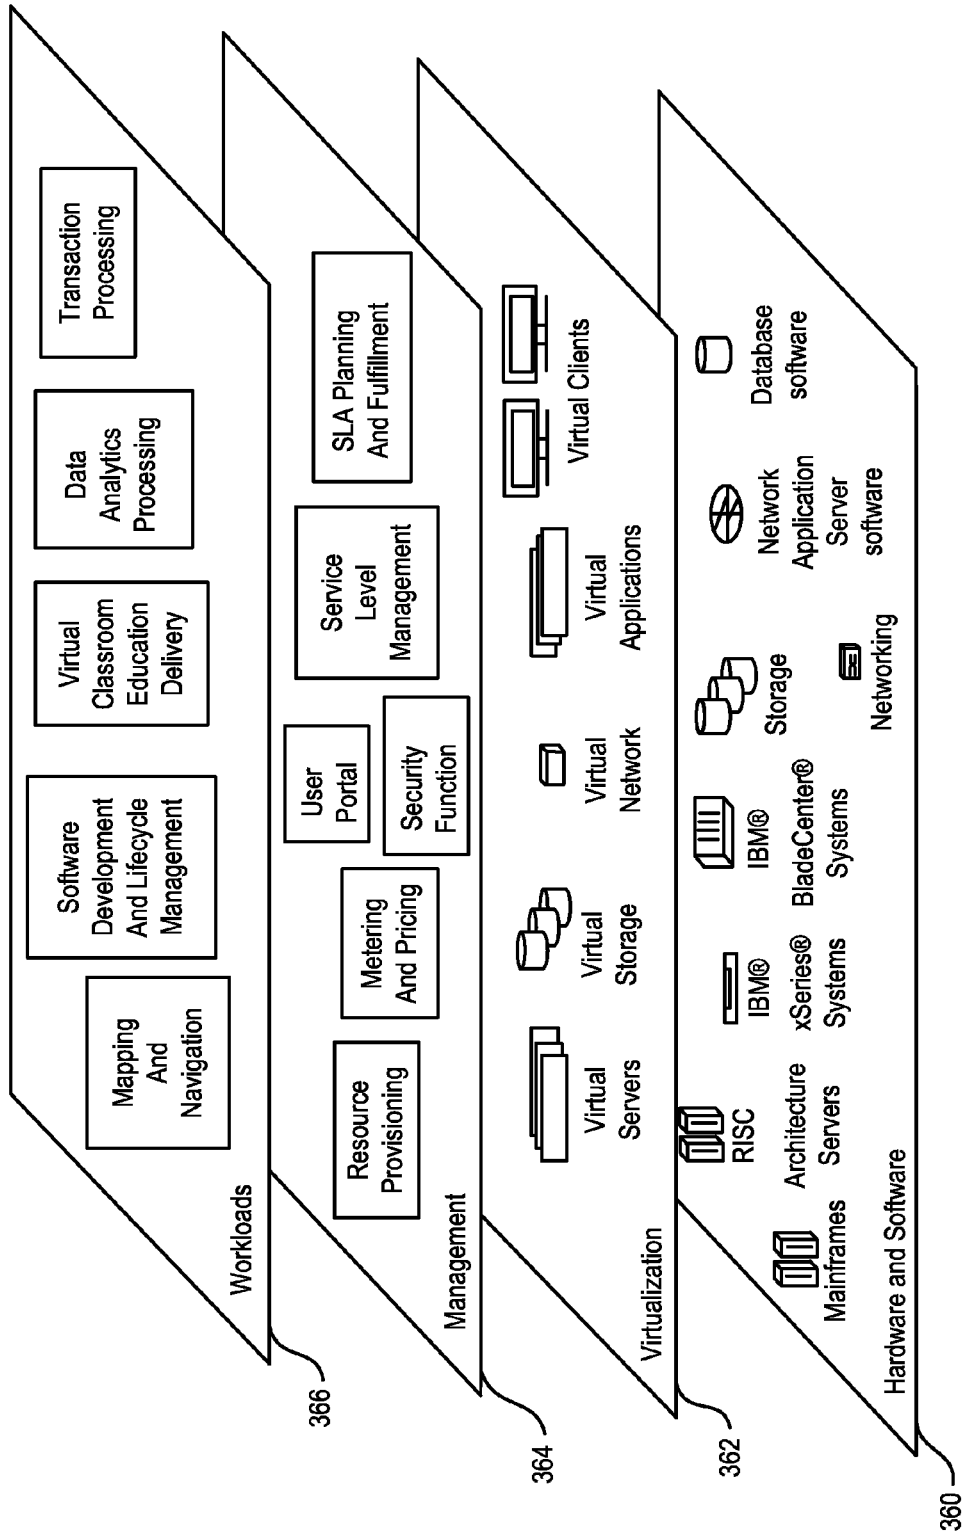 Mapping
And
Navigation
Software
Development
And Lifecycle
Management
Virtual
Classroom
Education
Delivery
Data
Analytics
Processing
Transaction
Processing
Workloads
366
Resource
Provisioning
Metering
And Pricing
User
Portal
Security
Function
Service
Level
Management
SLA Planning
And Fulfillment
Management
364
Virtual
Servers
Virtual
Storage
Virtual
Network
Virtual
Applications
Virtual Clients
Virtualization
362
Mainframes
RISC
Architecture
Servers
IBM®
xSeries®
Systems
IBM®
BladeCenter®
Systems
Storage
Networking
Network
Application
Server
software
Database
software
Hardware and Software
360